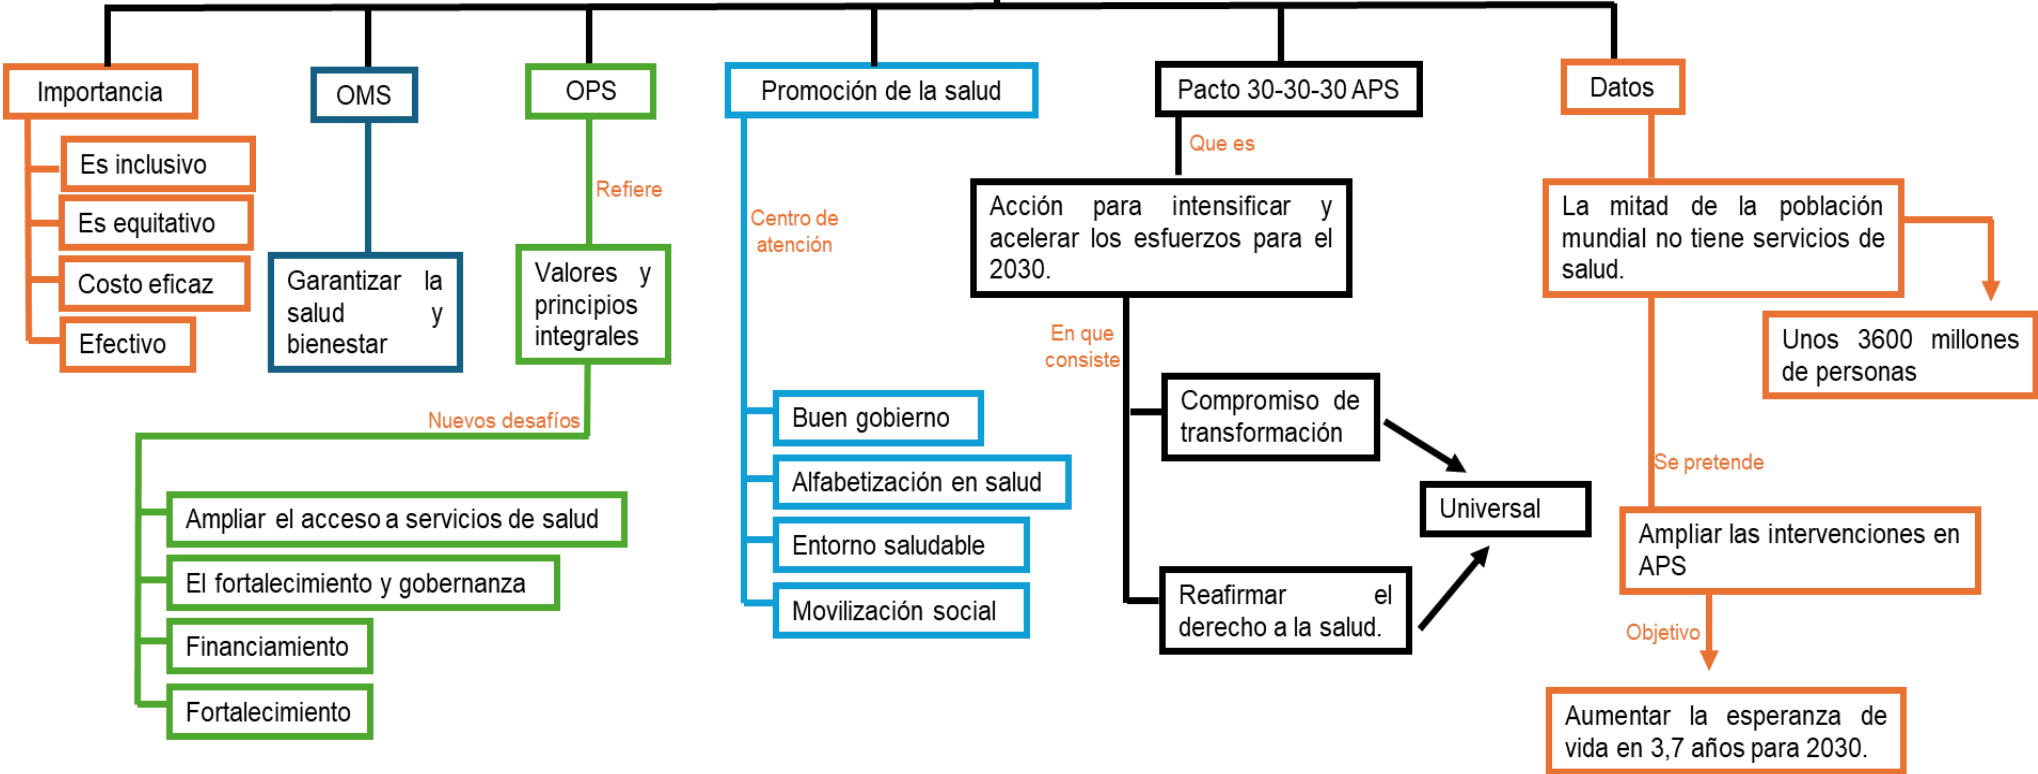 Importancia
Es inclusivo
Es equitativo
Costo eficaz
Efectivo
OMS
Garantizar la
salud y
bienestar
OPS
Refiere
Valores y
principios
integrales
Nuevos desafíos
Ampliar el acceso a servicios de salud
El fortalecimiento y gobernanza
Financiamiento
Fortalecimiento
Promoción de la salud
Centro de
atención
Buen gobierno
Alfabetización en salud
Entorno saludable
Movilización social
Pacto 30-30-30 APS
Que es
Acción para intensificar y
acelerar los esfuerzos para el
2030.
En que
consiste
Compromiso de
transformación
Reafirmar el
derecho a la salud.
Universal
Datos
La mitad de la población
mundial no tiene servicios de
salud.
Unos 3600 millones
de personas
Se pretende
Ampliar las intervenciones en
APS
Objetivo
Aumentar la esperanza de
vida en 3,7 años para 2030.